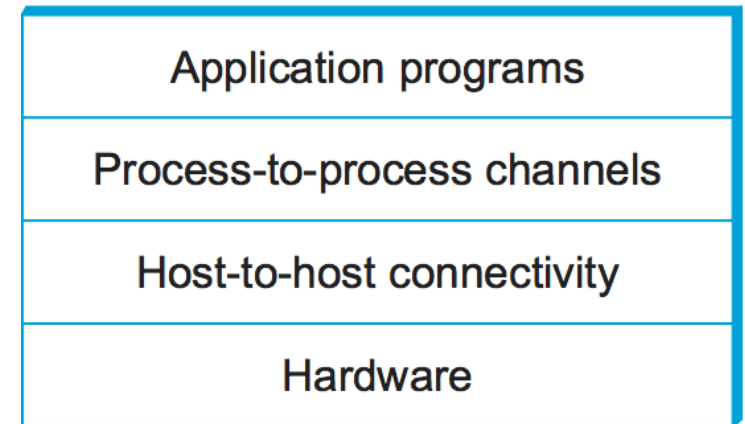 Application programs
Process-to-process channels
Host-to-host connectivity
Hardware